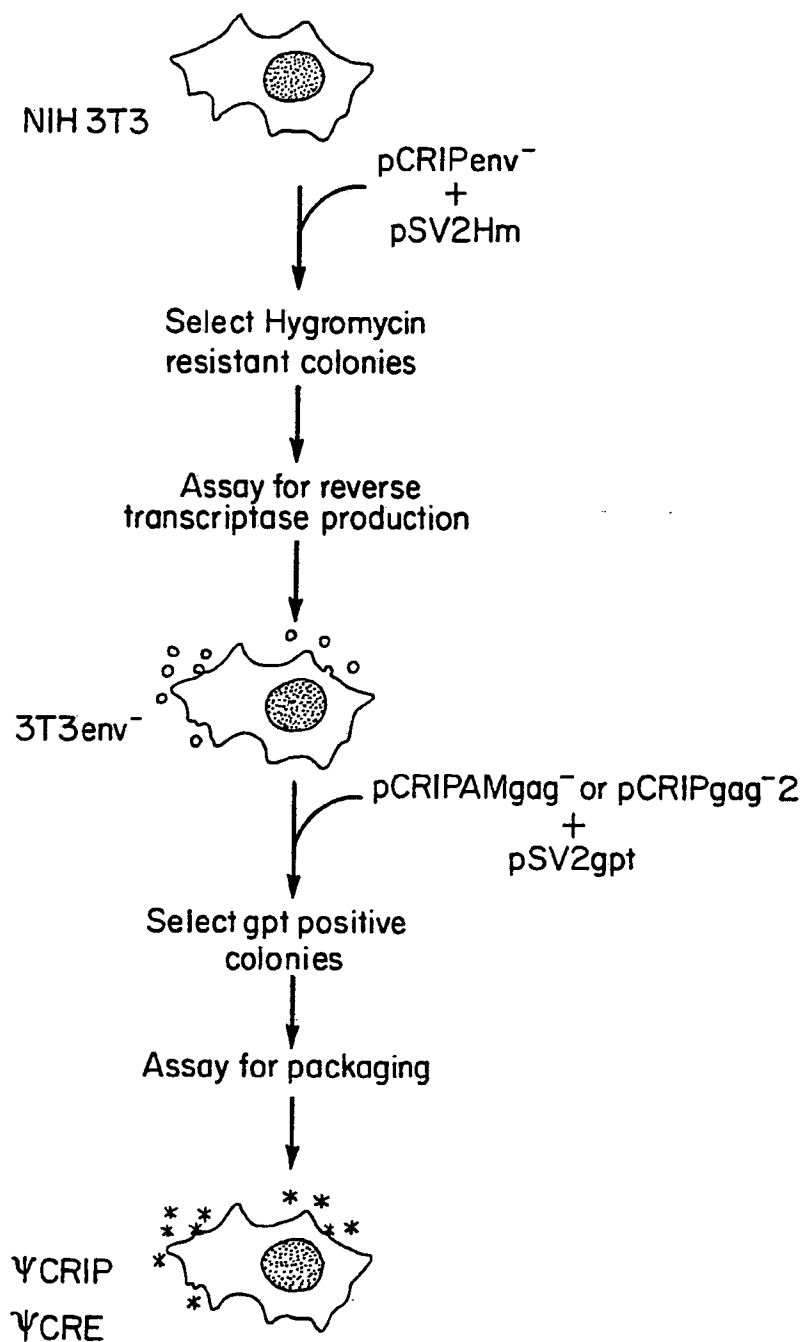 NIH 3T3
pCRIPenv⁻
+
pSV2Hm
Select Hygromycin
resistant colonies
Assay for reverse
transcriptase production
3T3env⁻
pCRIPAMgag⁻ or pCRIPgag⁻2
+
pSV2gpt
Select gpt positive
colonies
Assay for packaging
ΨCRIP
ΨCRE